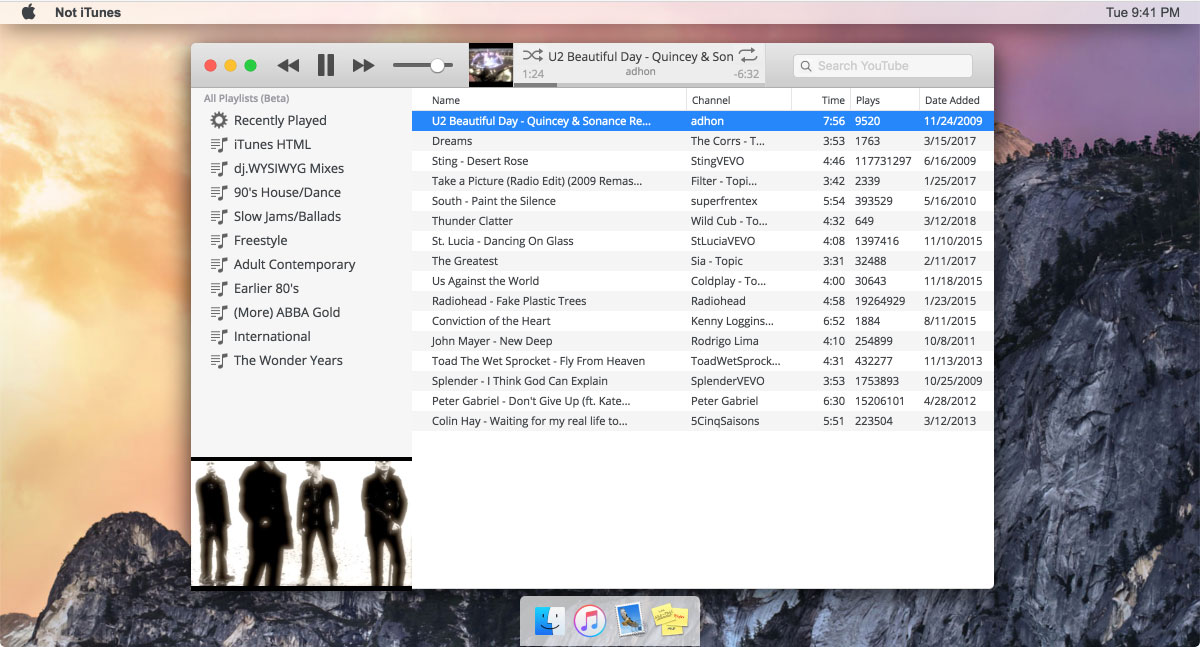 Not iTunes
Tue 9:41 PM
U2 Beautiful Day - Quincey & Son
adhon
1:24
-6:32
Search YouTube
All Playlists (Beta)
Recently Played
iTunes HTML
dj.WYSIWYG Mixes
90's House/Dance
Slow Jams/Ballads
Freestyle
Adult Contemporary
Earlier 80's
(More) ABBA Gold
International
The Wonder Years
Name Channel Time Plays Date Added
U2 Beautiful Day - Quincey & Sonance Re... adhon 7:56 9520 11/24/2009
Dreams The Corrs - T... 3:53 1763 3/15/2017
Sting - Desert Rose StingVEVO 4:46 117731297 6/16/2009
Take a Picture (Radio Edit) (2009 Remas... Filter - Topi... 3:42 2339 1/25/2017
South - Paint the Silence superfrentex 5:54 393529 5/16/2010
Thunder Clatter Wild Cub - To... 4:32 649 3/12/2018
St. Lucia - Dancing On Glass StLuciaVEVO 4:08 1397416 11/10/2015
The Greatest Sia - Topic 3:31 32488 2/11/2017
Us Against the World Coldplay - To... 4:00 30643 11/18/2015
Radiohead - Fake Plastic Trees Radiohead 4:58 19264929 1/23/2015
Conviction of the Heart Kenny Loggins... 6:52 1884 8/11/2015
John Mayer - New Deep Rodrigo Lima 4:10 254899 10/8/2011
Toad The Wet Sprocket - Fly From Heaven ToadWetSprock... 4:31 432277 11/13/2013
Splender - I Think God Can Explain SplenderVEVO 3:53 1753893 10/25/2009
Peter Gabriel - Don't Give Up (ft. Kate... Peter Gabriel 6:30 15206101 4/28/2012
Colin Hay - Waiting for my real life to... 5CinqSaisons 5:51 223504 3/12/2013